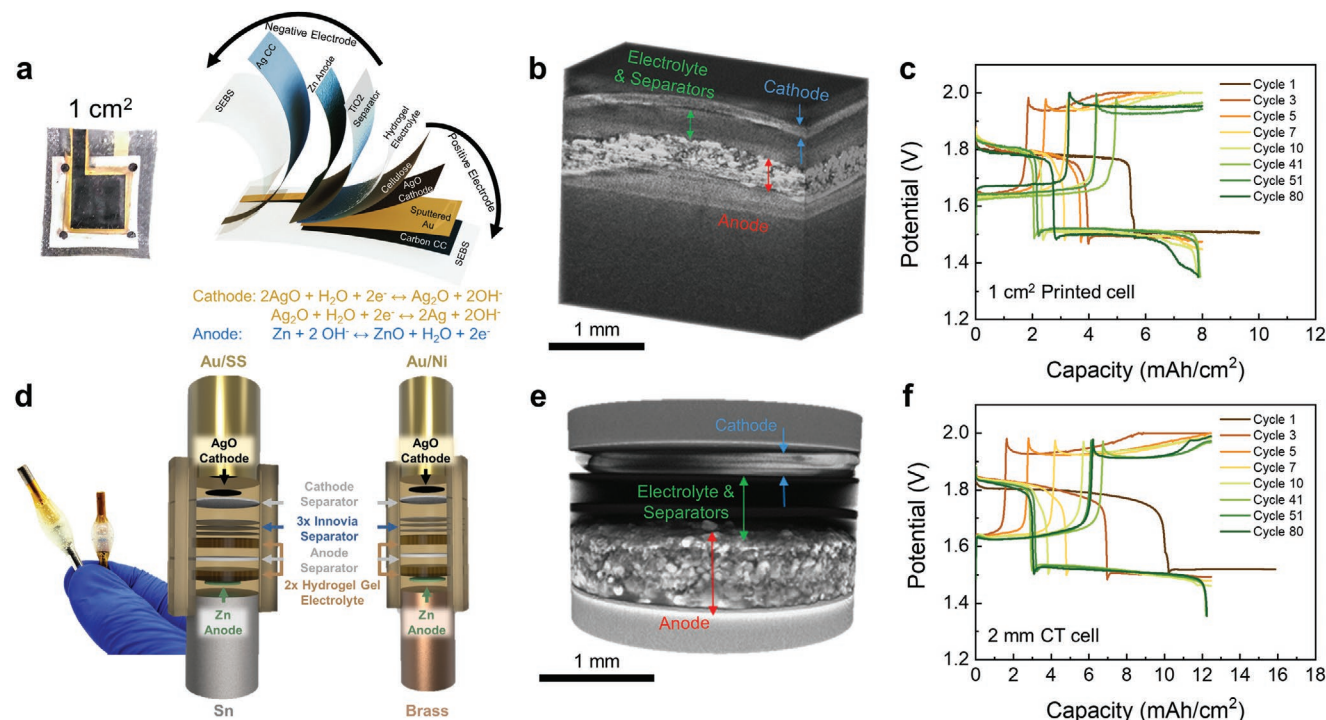 a
1 cm²
Negative Electrode
SEBS
Ag CC
Zn Anode
TiO2
Separator
Hydrogel
Electrolyte
Cellulose
AgO
Cathode
Sputtered
Au
Carbon CC
SEBS
Positive Electrode
Cathode: 2AgO + H₂O + 2e⁻ ↔ Ag₂O + 2OH⁻
Ag₂O + H₂O + 2e⁻ ↔ 2Ag + 2OH⁻
Anode: Zn + 2 OH⁻ ↔ ZnO + H₂O + 2e⁻
b
Electrolyte
& Separators
Cathode
Anode
1 mm
c
Potential (V)
2.0
1.8
1.6
1.4
1.2
Cycle 1
Cycle 3
Cycle 5
Cycle 7
Cycle 10
Cycle 41
Cycle 51
Cycle 80
1 cm² Printed cell
0 2 4 6 8 10 12
Capacity (mAh/cm²)
d
Au/SS
Au/Ni
AgO
Cathode
AgO
Cathode
Cathode
Separator
3x Innovia
Separator
Anode
Separator
2x Hydrogel Gel
Electrolyte
Zn
Anode
Zn
Anode
Sn
Brass
e
Cathode
Electrolyte &
Separators
Anode
1 mm
f
Potential (V)
2.0
1.8
1.6
1.4
1.2
Cycle 1
Cycle 3
Cycle 5
Cycle 7
Cycle 10
Cycle 41
Cycle 51
Cycle 80
2 mm CT cell
0 2 4 6 8 10 12 14 16 18
Capacity (mAh/cm²)